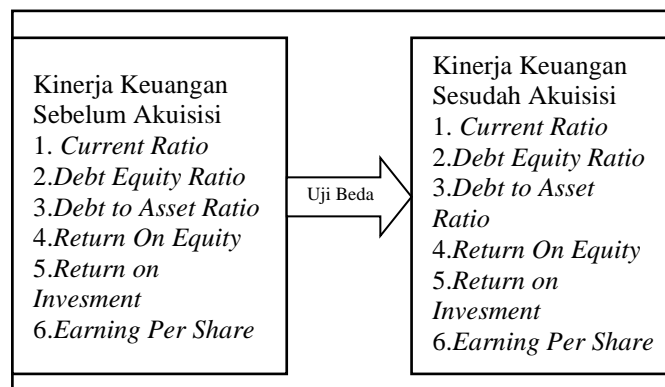 Kinerja Keuangan
Sebelum Akuisisi
1. Current Ratio
2.Debt Equity Ratio
3.Debt to Asset Ratio
4.Return On Equity
5.Return on
Invesment
6.Earning Per Share
Uji Beda
Kinerja Keuangan
Sesudah Akuisisi
1. Current Ratio
2.Debt Equity Ratio
3.Debt to Asset
Ratio
4.Return On Equity
5.Return on
Invesment
6.Earning Per Share